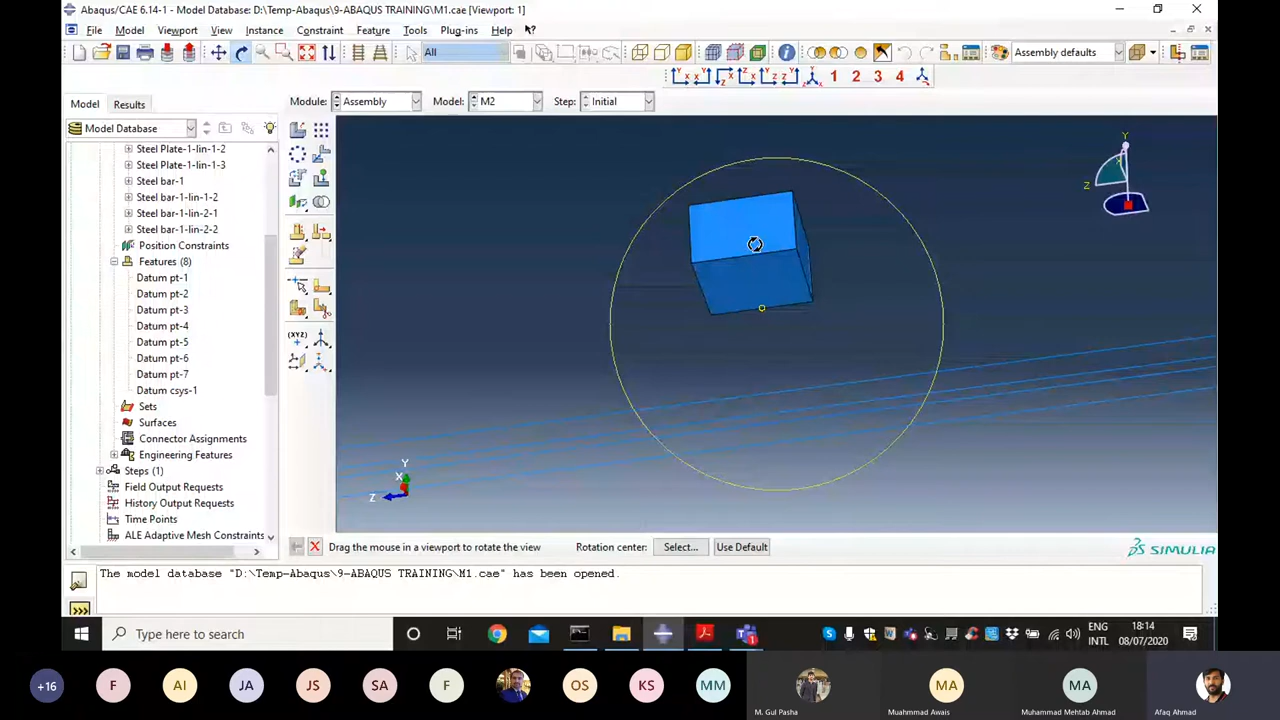 Abaqus/CAE 6.14-1 - Model Database: D:\Temp-Abaqus\9-ABAQUS TRAINING\M1.cae [Viewport: 1]
File Model Viewport View Instance Constraint Feature Tools Plug-ins Help
All Assembly defaults
1 2 3 4
Model Results Module: Assembly Model: M2 Step: Initial
Model Database
Steel Plate-1-lin-1-2
Steel Plate-1-lin-1-3
Steel bar-1
Steel bar-1-lin-1-2
Steel bar-1-lin-2-1
Steel bar-1-lin-2-2
Position Constraints
Features (8)
Datum pt-1
Datum pt-2
Datum pt-3
Datum pt-4
Datum pt-5
Datum pt-6
Datum pt-7
Datum csys-1
Sets
Surfaces
Connector Assignments
Engineering Features
Steps (1)
Field Output Requests
History Output Requests
Time Points
ALE Adaptive Mesh Constraints
(XYZ)
Y
Z
Y
X
Z
Drag the mouse in a viewport to rotate the view Rotation center: Select... Use Default
SIMULIA
The model database "D:\Temp-Abaqus\9-ABAQUS TRAINING\M1.cae" has been opened.
>>>
Type here to search
ENG
INTL
18:14
08/07/2020
+16 F AI JA JS SA F OS KS MM MA MA
M. Gul Pasha Muahmmad Awais Muhammad Mehtab Ahmad Afaq Ahmad